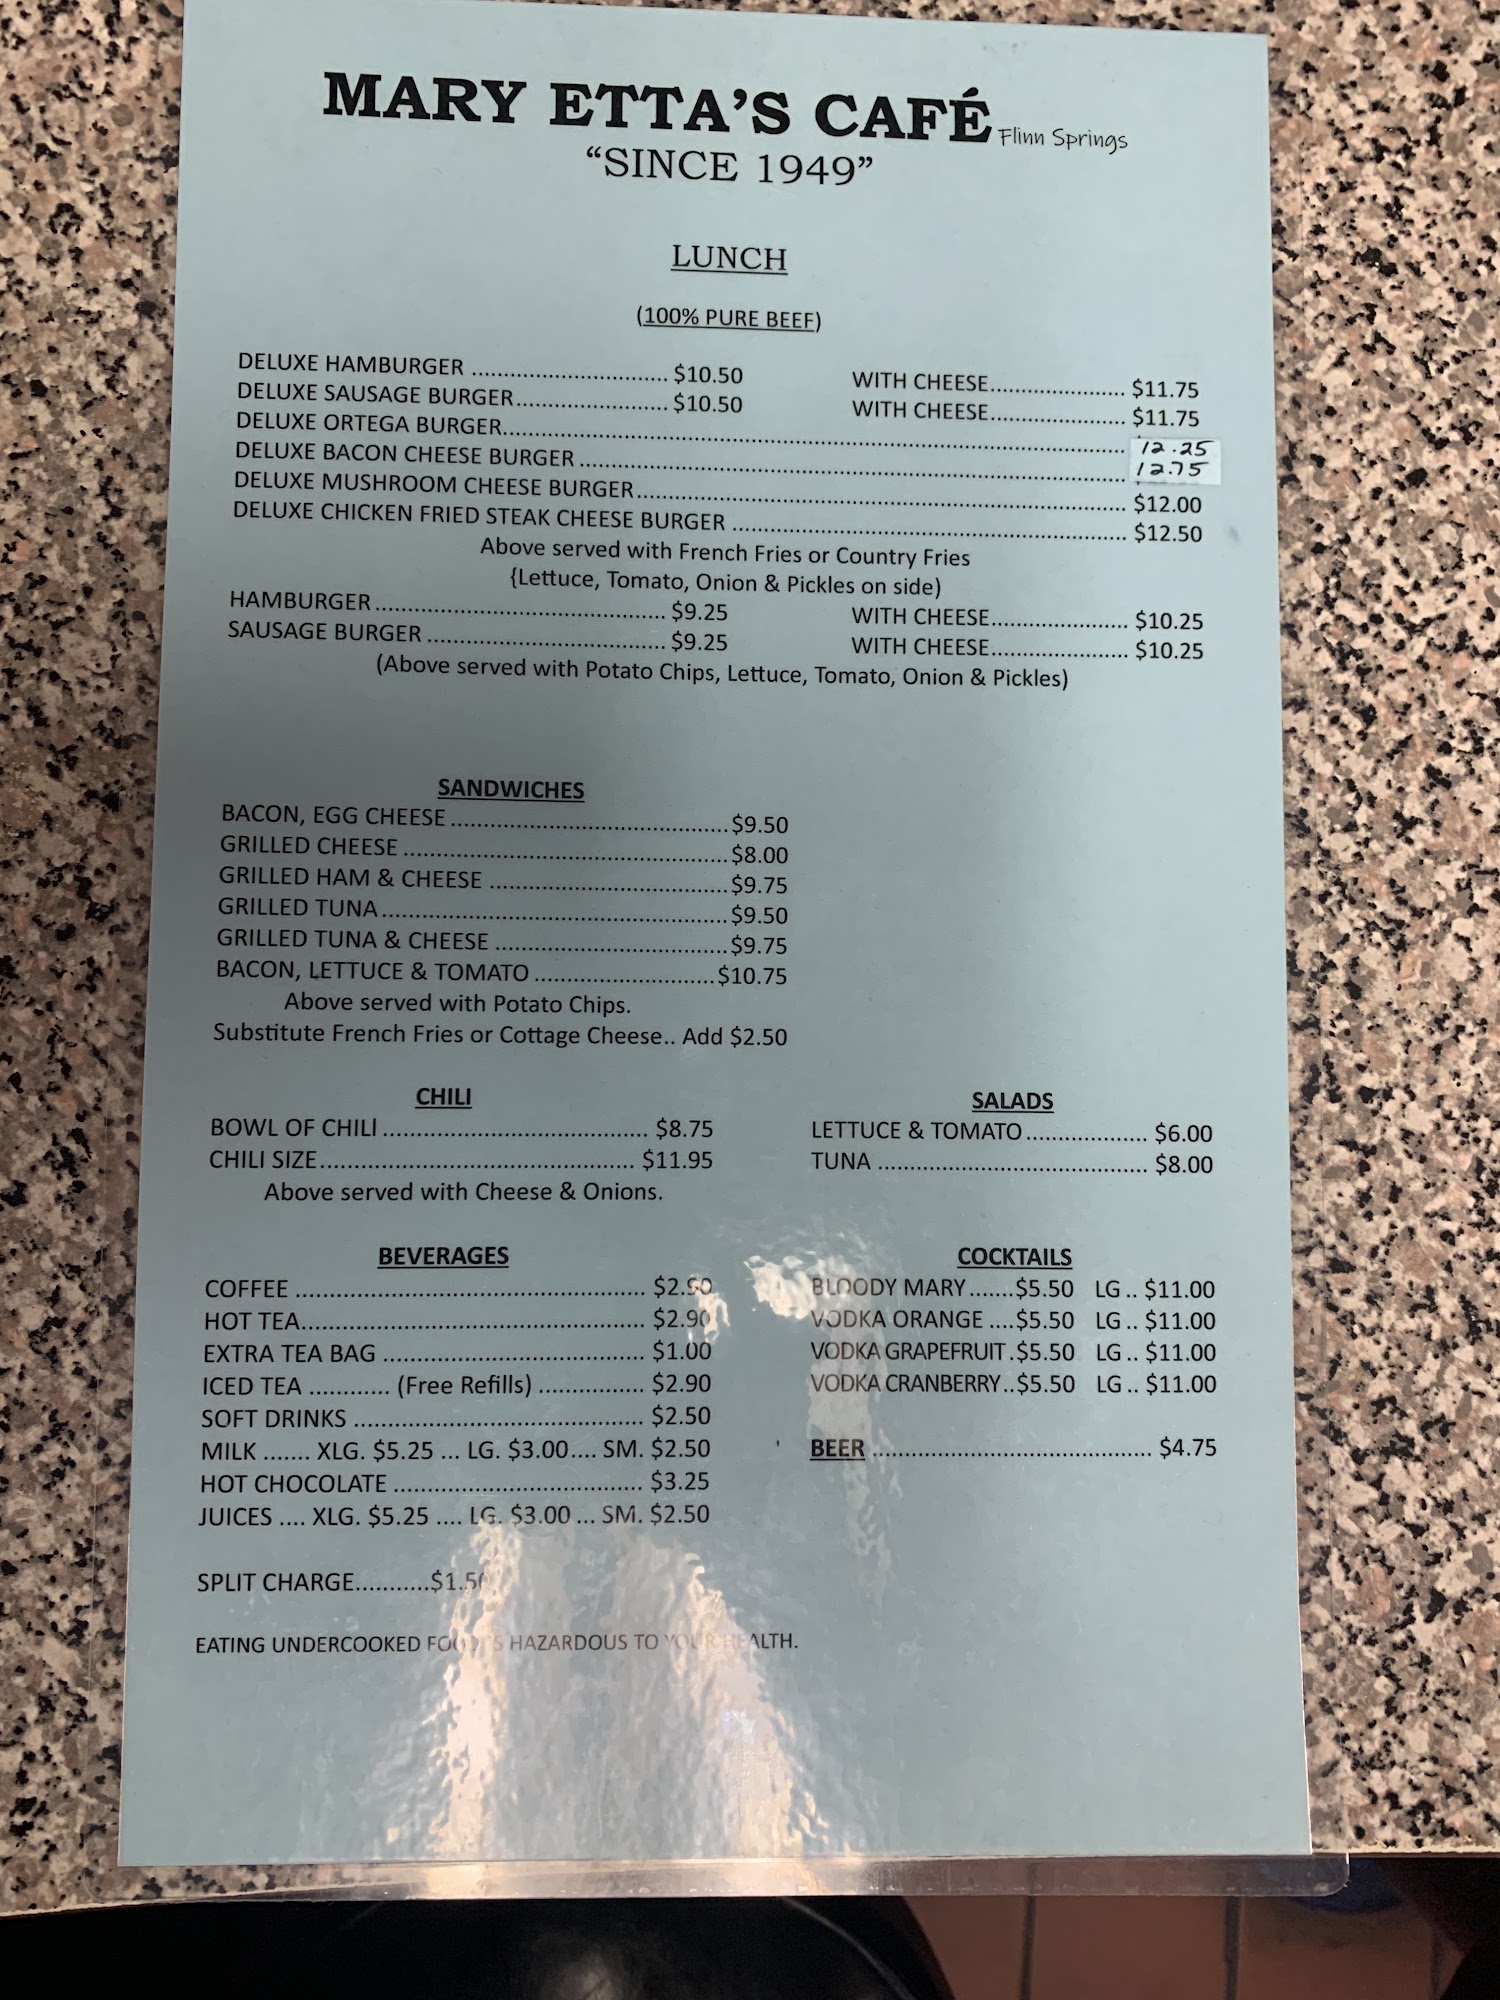 MARY ETTA'S CAFÉ Flinn Springs
"SINCE 1949"
LUNCH
(100% PURE BEEF)
DELUXE HAMBURGER ............................. $10.50 WITH CHEESE.................... $11.75
DELUXE SAUSAGE BURGER...................... $10.50 WITH CHEESE.................... $11.75
DELUXE ORTEGA BURGER............................................................ 12.25
DELUXE BACON CHEESE BURGER ................................................ 12.75
DELUXE MUSHROOM CHEESE BURGER........................................ $12.00
DELUXE CHICKEN FRIED STEAK CHEESE BURGER .......................... $12.50
Above served with French Fries or Country Fries
{Lettuce, Tomato, Onion & Pickles on side)
HAMBURGER........................................... $9.25 WITH CHEESE.................... $10.25
SAUSAGE BURGER ................................... $9.25 WITH CHEESE.................... $10.25
(Above served with Potato Chips, Lettuce, Tomato, Onion & Pickles)
SANDWICHES
BACON, EGG CHEESE......................................... $9.50
GRILLED CHEESE ................................................ $8.00
GRILLED HAM & CHEESE ................................... $9.75
GRILLED TUNA................................................... $9.50
GRILLED TUNA & CHEESE .................................. $9.75
BACON, LETTUCE & TOMATO ........................... $10.75
Above served with Potato Chips.
Substitute French Fries or Cottage Cheese.. Add $2.50
CHILI
BOWL OF CHILI ....................................... $8.75
CHILI SIZE............................................... $11.95
Above served with Cheese & Onions.
SALADS
LETTUCE & TOMATO.................. $6.00
TUNA ........................................ $8.00
BEVERAGES
COFFEE .................................................... $2.90
HOT TEA................................................... $2.90
EXTRA TEA BAG ....................................... $1.00
ICED TEA ............ (Free Refills) ................ $2.90
SOFT DRINKS ........................................... $2.50
MILK ....... XLG. $5.25 ... LG. $3.00.... SM. $2.50
HOT CHOCOLATE ..................................... $3.25
JUICES .... XLG. $5.25 .... LG. $3.00 ... SM. $2.50
COCKTAILS
BLOODY MARY.......$5.50 LG .. $11.00
VODKA ORANGE ....$5.50 LG .. $11.00
VODKA GRAPEFRUIT.$5.50 LG .. $11.00
VODKA CRANBERRY..$5.50 LG .. $11.00
BEER .......................................... $4.75
SPLIT CHARGE...........$1.50
EATING UNDERCOOKED FOODS HAZARDOUS TO YOUR HEALTH.